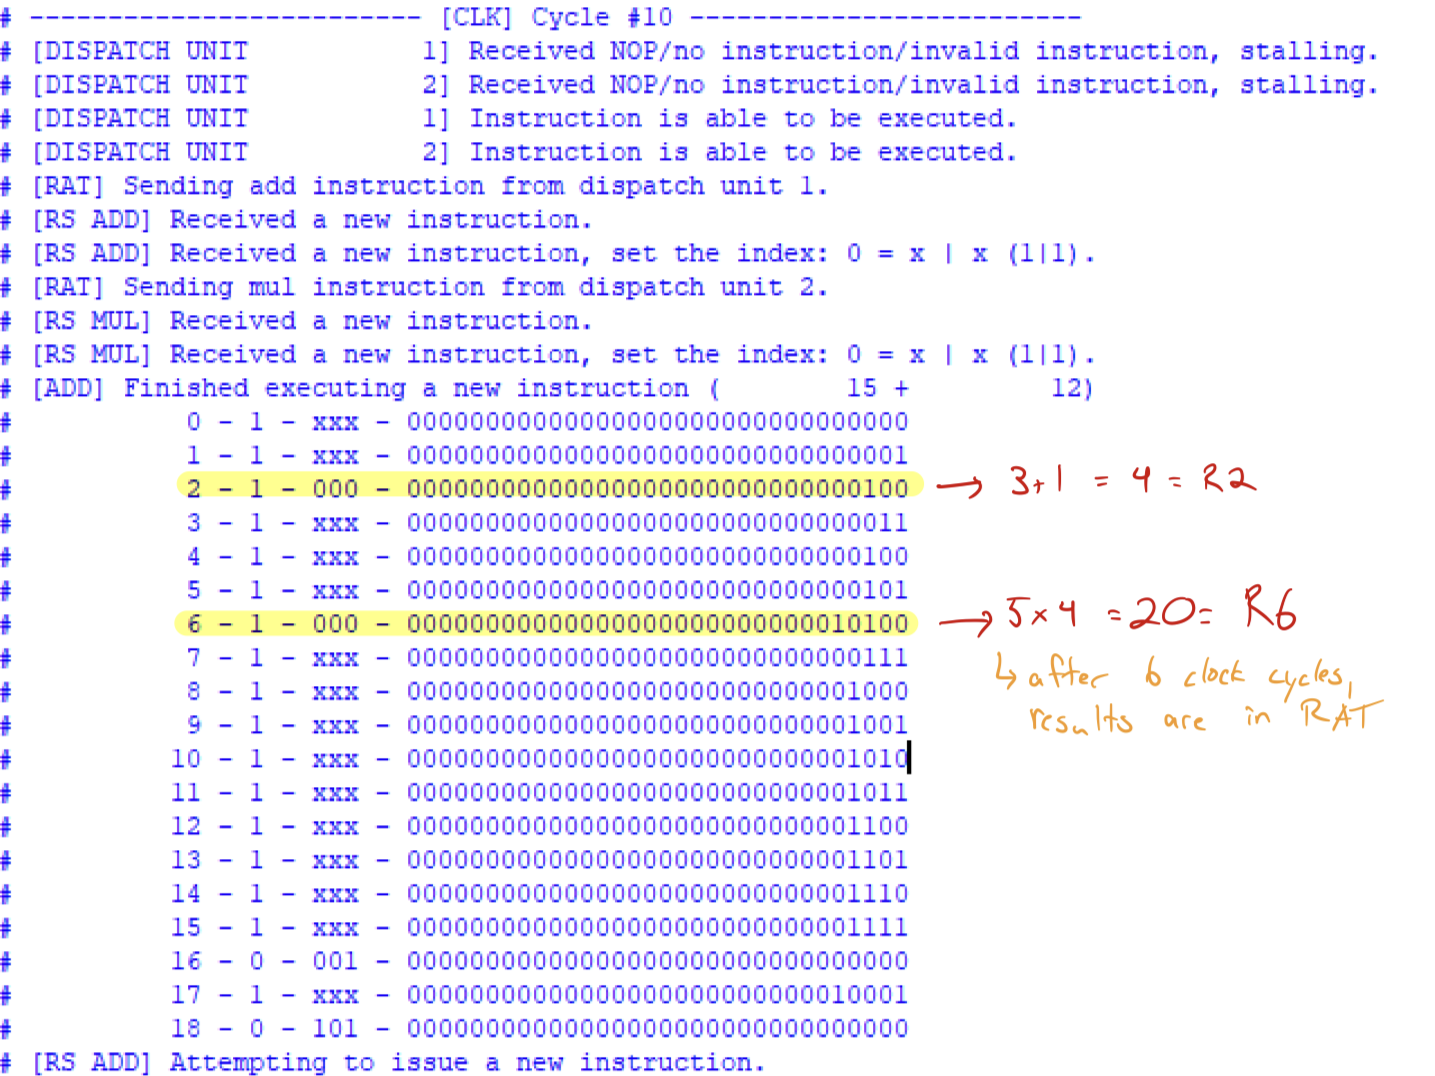 # ------------------------- [CLK] Cycle #10 -------------------------
# [DISPATCH UNIT           1] Received NOP/no instruction/invalid instruction, stalling.
# [DISPATCH UNIT           2] Received NOP/no instruction/invalid instruction, stalling.
# [DISPATCH UNIT           1] Instruction is able to be executed.
# [DISPATCH UNIT           2] Instruction is able to be executed.
# [RAT] Sending add instruction from dispatch unit 1.
# [RS ADD] Received a new instruction.
# [RS ADD] Received a new instruction, set the index: 0 = x | x (1|1).
# [RAT] Sending mul instruction from dispatch unit 2.
# [RS MUL] Received a new instruction.
# [RS MUL] Received a new instruction, set the index: 0 = x | x (1|1).
# [ADD] Finished executing a new instruction (        15 +         12)
#           0 - 1 - xxx - 00000000000000000000000000000000
#           1 - 1 - xxx - 00000000000000000000000000000001
#           2 - 1 - 000 - 00000000000000000000000000000100 → 3+1 = 4 = R2
#           3 - 1 - xxx - 00000000000000000000000000000011
#           4 - 1 - xxx - 00000000000000000000000000000100
#           5 - 1 - xxx - 00000000000000000000000000000101
#           6 - 1 - 000 - 00000000000000000000000000010100 → 5×4 = 20 = R6
#           7 - 1 - xxx - 00000000000000000000000000000111
↳ after 6 clock cycles,
#           8 - 1 - xxx - 00000000000000000000000000001000
results are in RAT
#           9 - 1 - xxx - 00000000000000000000000000001001
#          10 - 1 - xxx - 00000000000000000000000000001010
#          11 - 1 - xxx - 00000000000000000000000000001011
#          12 - 1 - xxx - 00000000000000000000000000001100
#          13 - 1 - xxx - 00000000000000000000000000001101
#          14 - 1 - xxx - 00000000000000000000000000001110
#          15 - 1 - xxx - 00000000000000000000000000001111
#          16 - 0 - 001 - 00000000000000000000000000000000
#          17 - 1 - xxx - 00000000000000000000000000010001
#          18 - 0 - 101 - 00000000000000000000000000000000
# [RS ADD] Attempting to issue a new instruction.